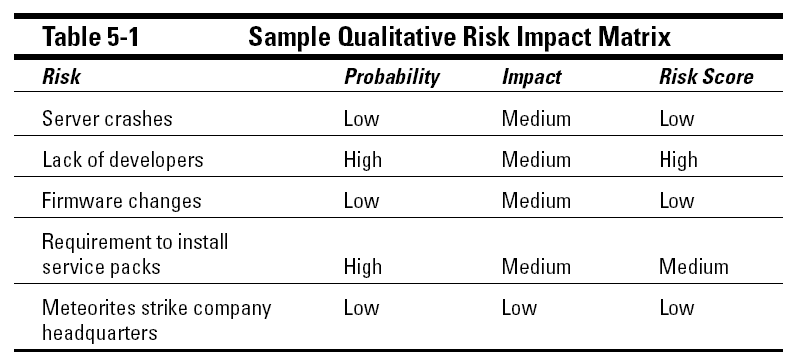 Table 5-1 Sample Qualitative Risk Impact Matrix
Risk Probability Impact Risk Score
Server crashes Low Medium Low
Lack of developers High Medium High
Firmware changes Low Medium Low
Requirement to install
service packs High Medium Medium
Meteorites strike company Low Low Low
headquarters